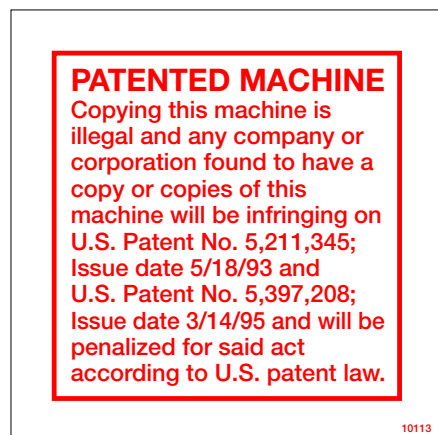 PATENTED MACHINE
Copying this machine is
illegal and any company or
corporation found to have a
copy or copies of this
machine will be infringing on
U.S. Patent No. 5,211,345;
Issue date 5/18/93 and
U.S. Patent No. 5,397,208;
Issue date 3/14/95 and will be
penalized for said act
according to U.S. patent law.
10113